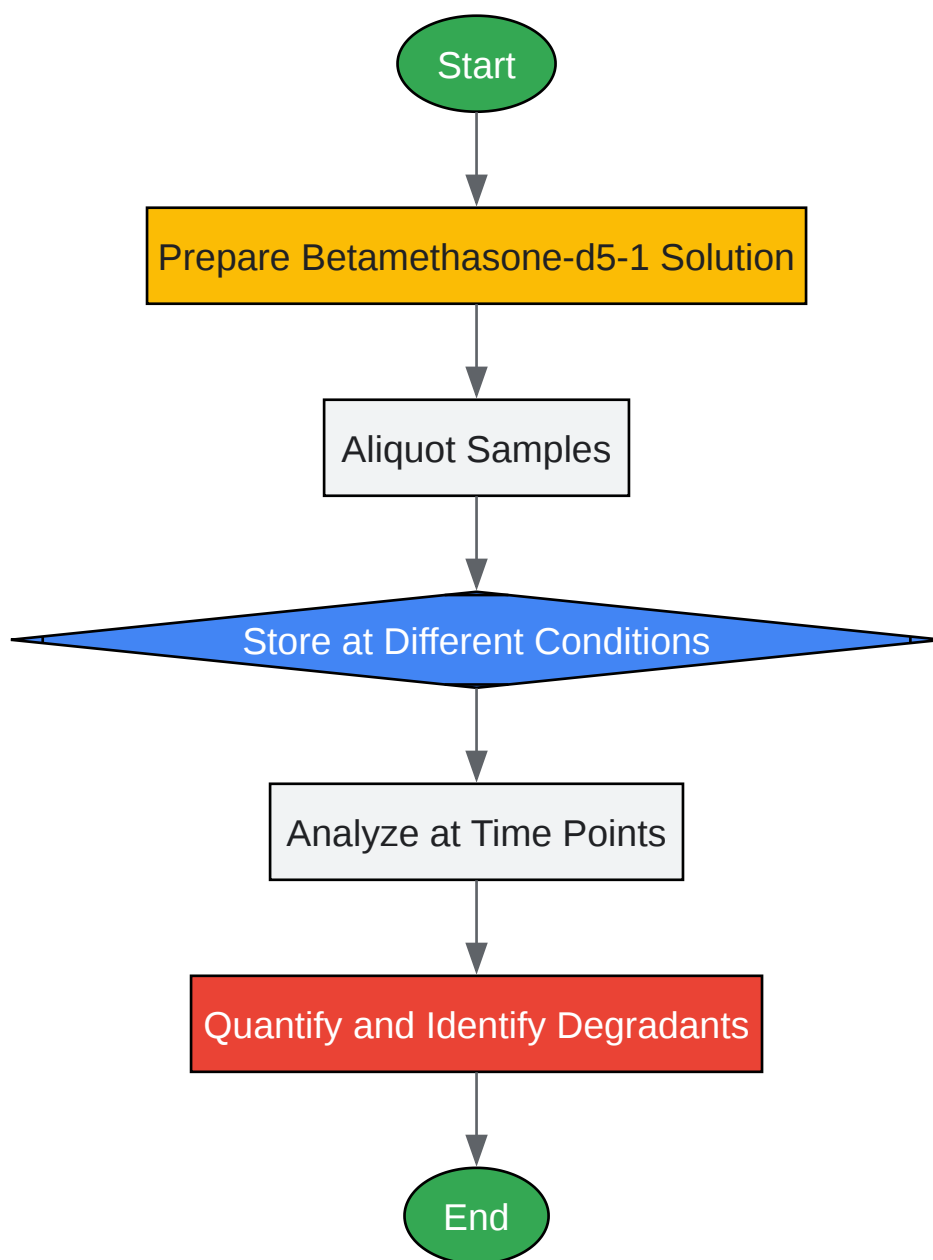 Start
Prepare Betamethasone-d5-1 Solution
Aliquot Samples
Store at Different Conditions
Analyze at Time Points
Quantify and Identify Degradants
End